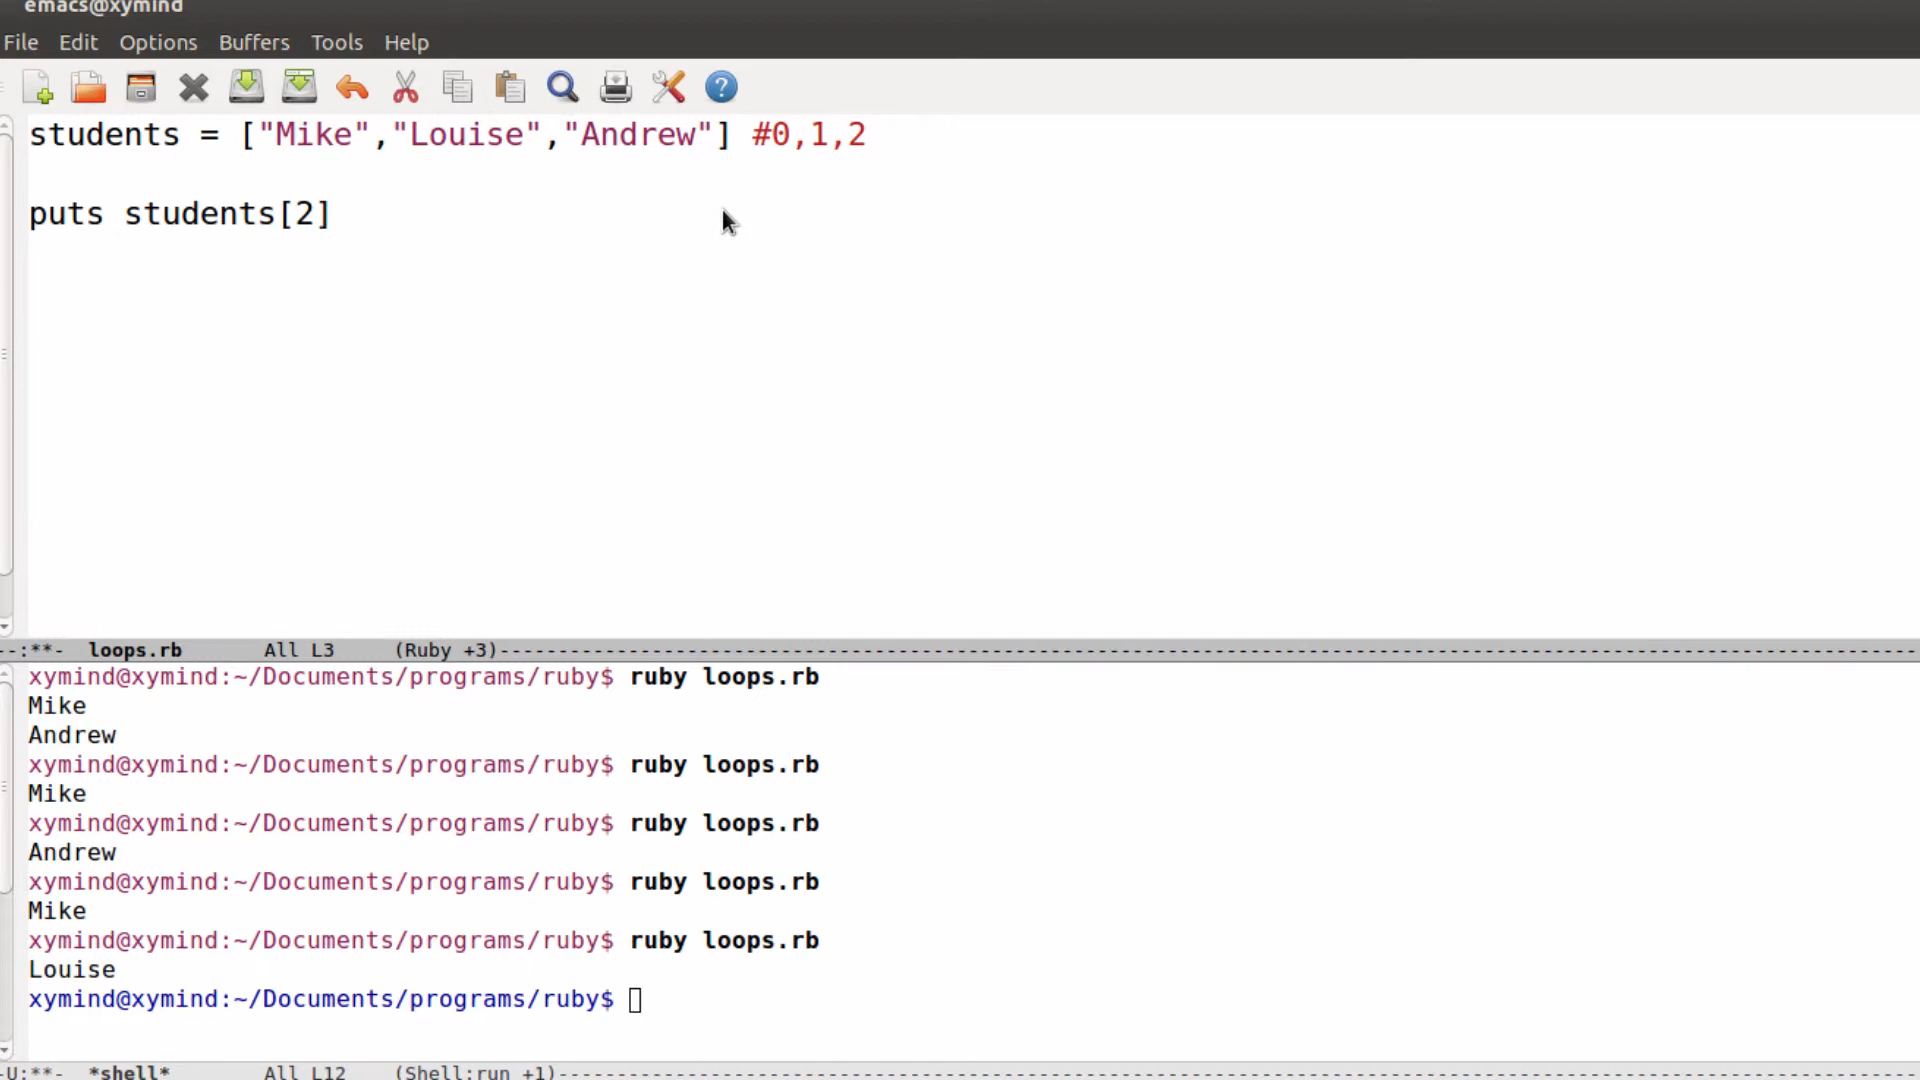 emacs@xymind
File Edit Options Buffers Tools Help
students = ["Mike","Louise","Andrew"] #0,1,2
puts students[2]
--:**-  loops.rb       All L3     (Ruby +3)--------------------------------------------------
xymind@xymind:~/Documents/programs/ruby$ ruby loops.rb
Mike
Andrew
xymind@xymind:~/Documents/programs/ruby$ ruby loops.rb
Mike
xymind@xymind:~/Documents/programs/ruby$ ruby loops.rb
Andrew
xymind@xymind:~/Documents/programs/ruby$ ruby loops.rb
Mike
xymind@xymind:~/Documents/programs/ruby$ ruby loops.rb
Louise
xymind@xymind:~/Documents/programs/ruby$
-U:**-  *shell*        All L12    (Shell:run +1)--------------------------------------------------